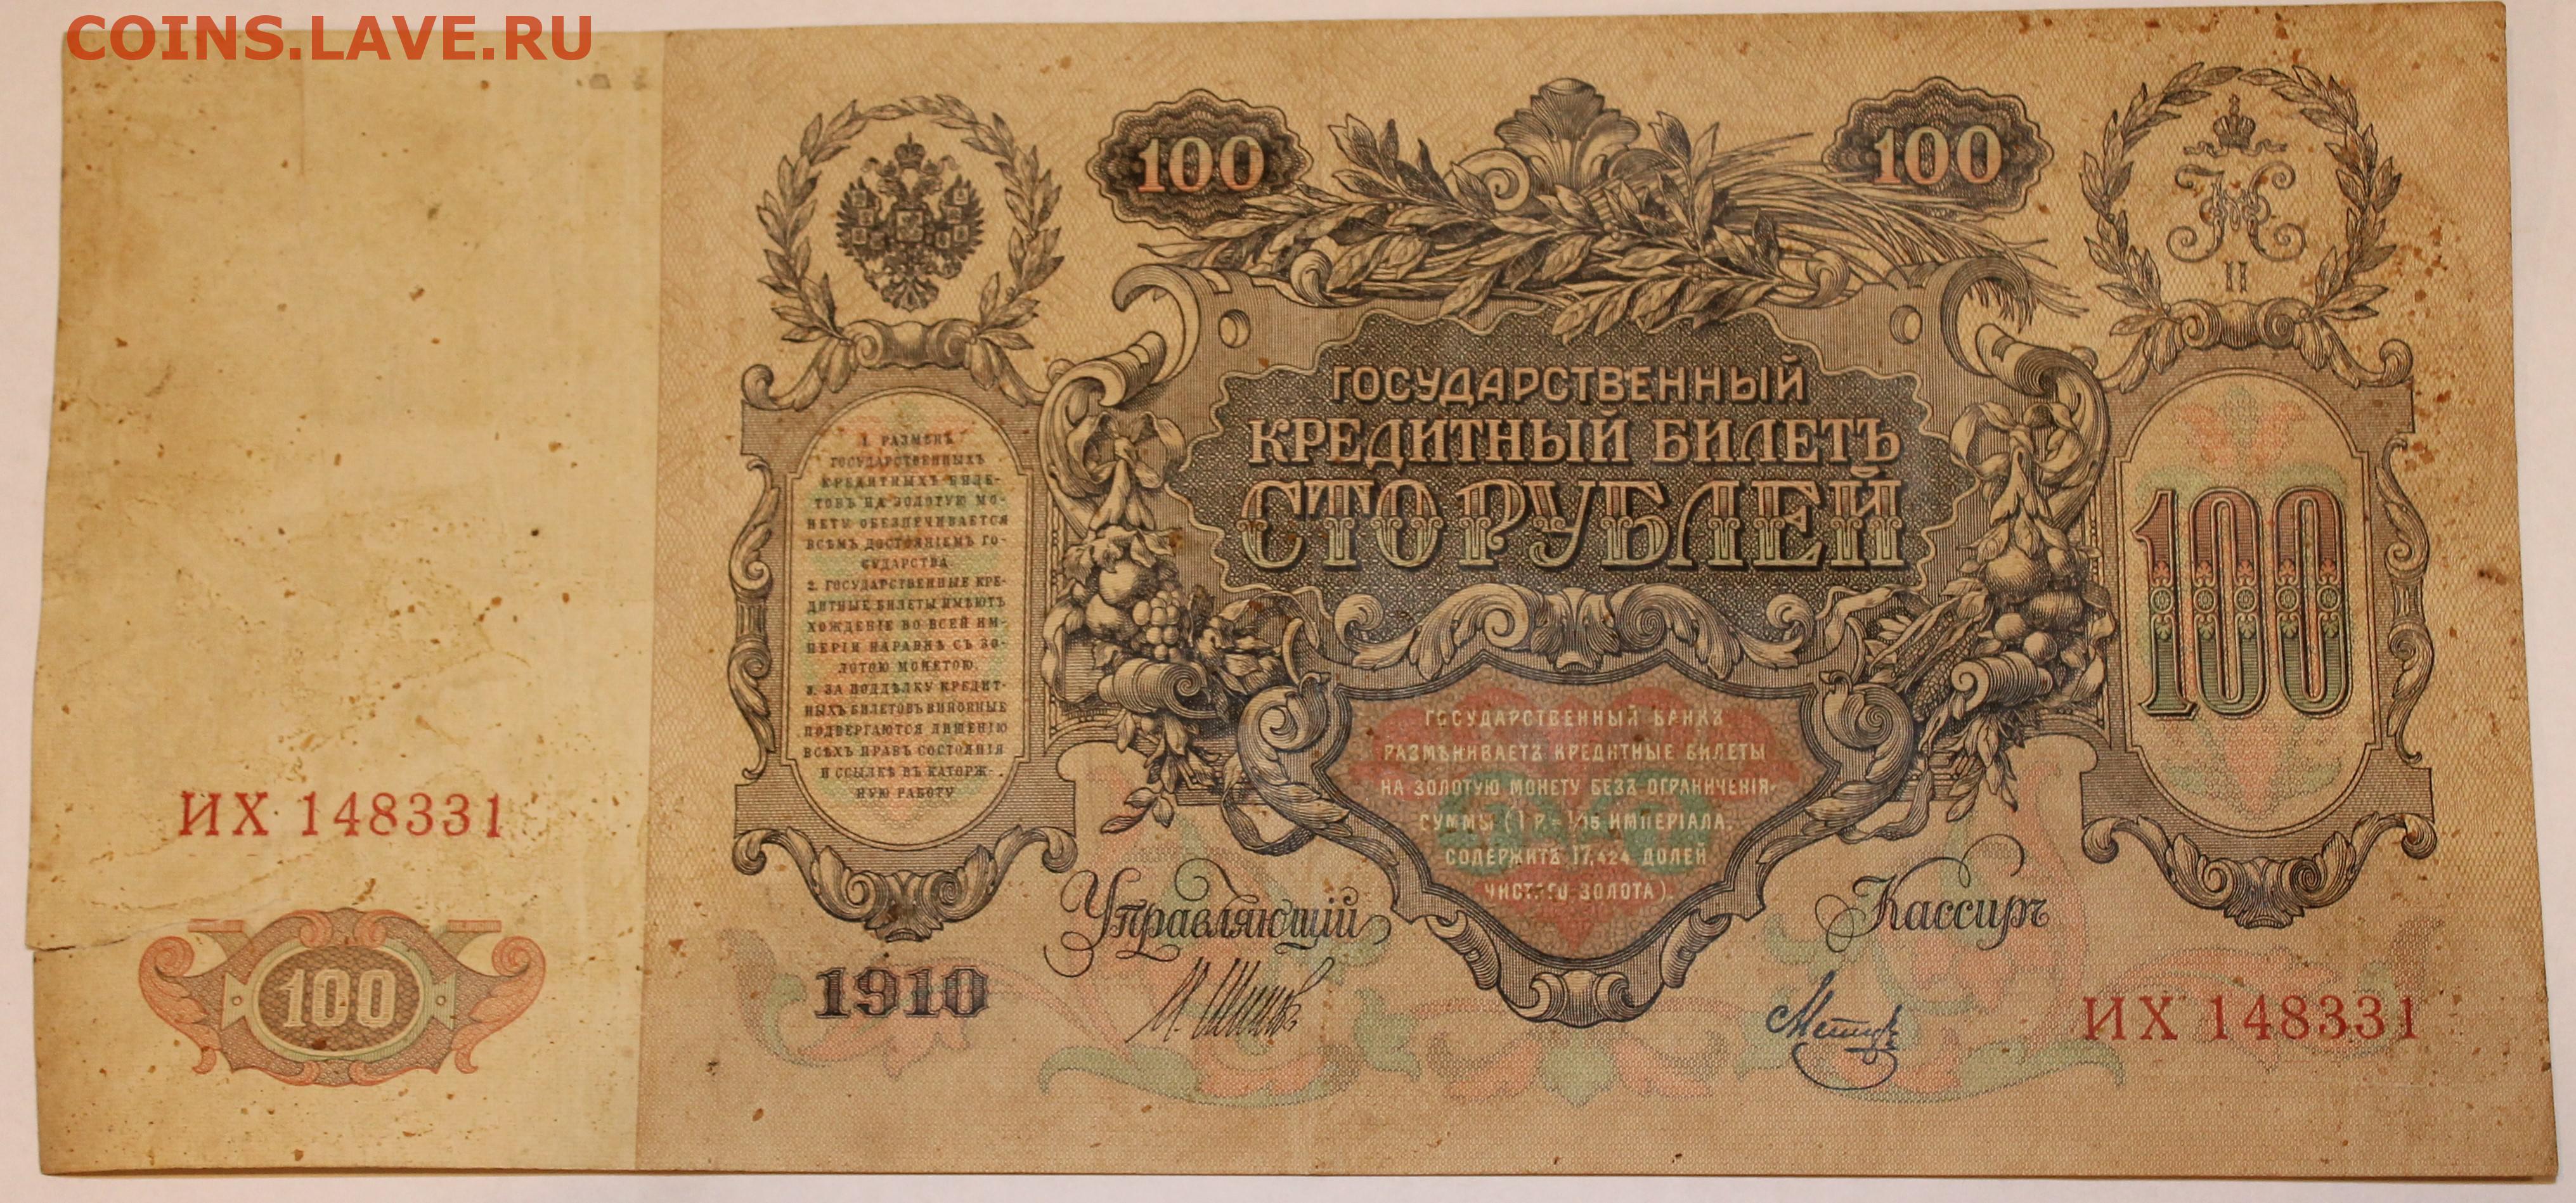 COINS.LAVE.RU
100
100
II
ГОСУДАРСТВЕННЫЙ
КРЕДИТНЫЙ БИЛЕТЪ
СТО РУБЛЕЙ
1. РАЗМѢНЪ
ГОСУДАРСТВЕННЫХЪ
КРЕДИТНЫХЪ БИЛЕ-
ТОВЪ НА ЗОЛОТУЮ МО-
НЕТУ ОБЕЗПЕЧИВАЕТСЯ
ВСѢМЪ ДОСТОЯНІЕМЪ ГО-
СУДАРСТВА.
2. ГОСУДАРСТВЕННЫЕ КРЕ-
ДИТНЫЕ БИЛЕТЫ ИМѢЮТЪ
ХОЖДЕНІЕ ВО ВСЕЙ ИМ-
ПЕРІИ НАРАВНѢ СЪ ЗО-
ЛОТОЮ МОНЕТОЮ.
3. ЗА ПОДДѢЛКУ КРЕДИТ-
НЫХЪ БИЛЕТОВЪ ВИНОВНЫЕ
ПОДВЕРГАЮТСЯ ЛИШЕНІЮ
ВСѢХЪ ПРАВЪ СОСТОЯНІЯ
И ССЫЛКѢ ВЪ КАТОРЖ-
НУЮ РАБОТУ
100
ГОСУДАРСТВЕННЫЙ БАНКЪ
РАЗМѢНИВАЕТЪ КРЕДИТНЫЕ БИЛЕТЫ
НА ЗОЛОТУЮ МОНЕТУ БЕЗЪ ОГРАНИЧЕНІЯ
СУММЫ (1 Р. = 1/15 ИМПЕРІАЛА,
СОДЕРЖИТЪ 17,424 ДОЛЕЙ
ЧИСТАГО ЗОЛОТА).
ИХ 148331
100
1910
Управляющій
И. Шипов
Кассиръ
ИХ 148331